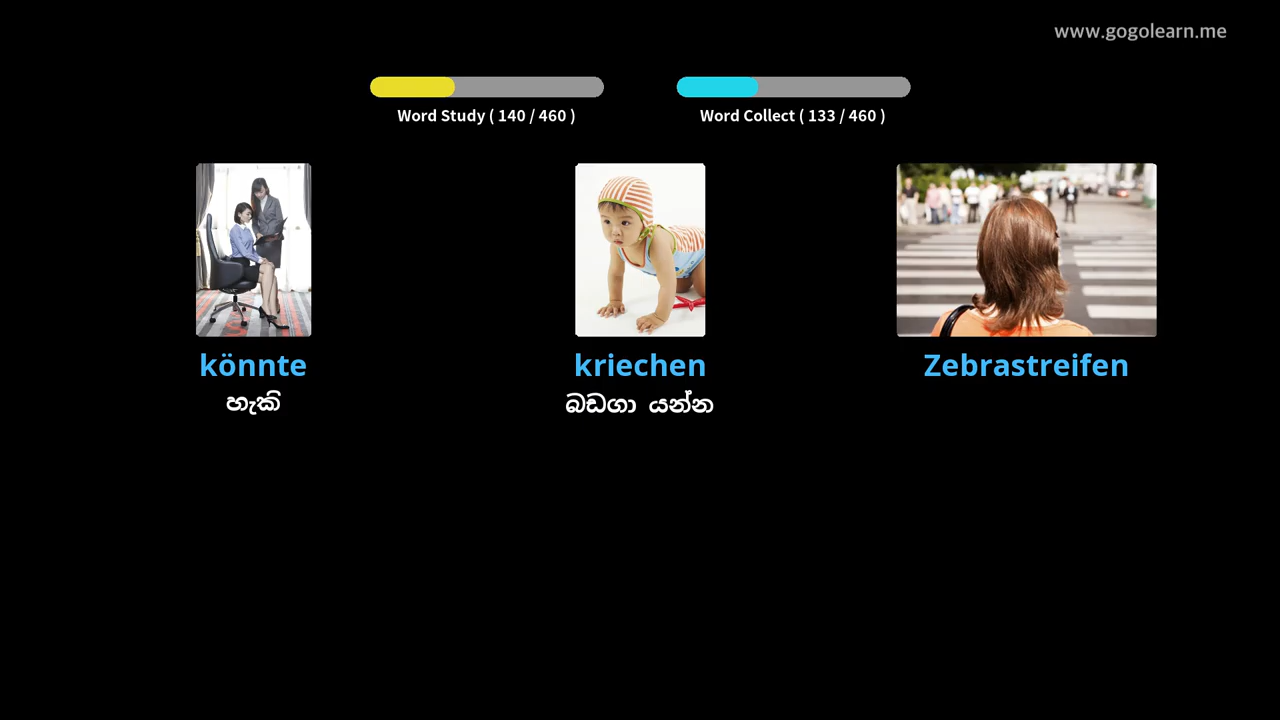 www.gogolearn.me
Word Study ( 140 / 460 )
Word Collect ( 133 / 460 )
könnte
kriechen
Zebrastreifen
හැකි
බඩගා යන්න